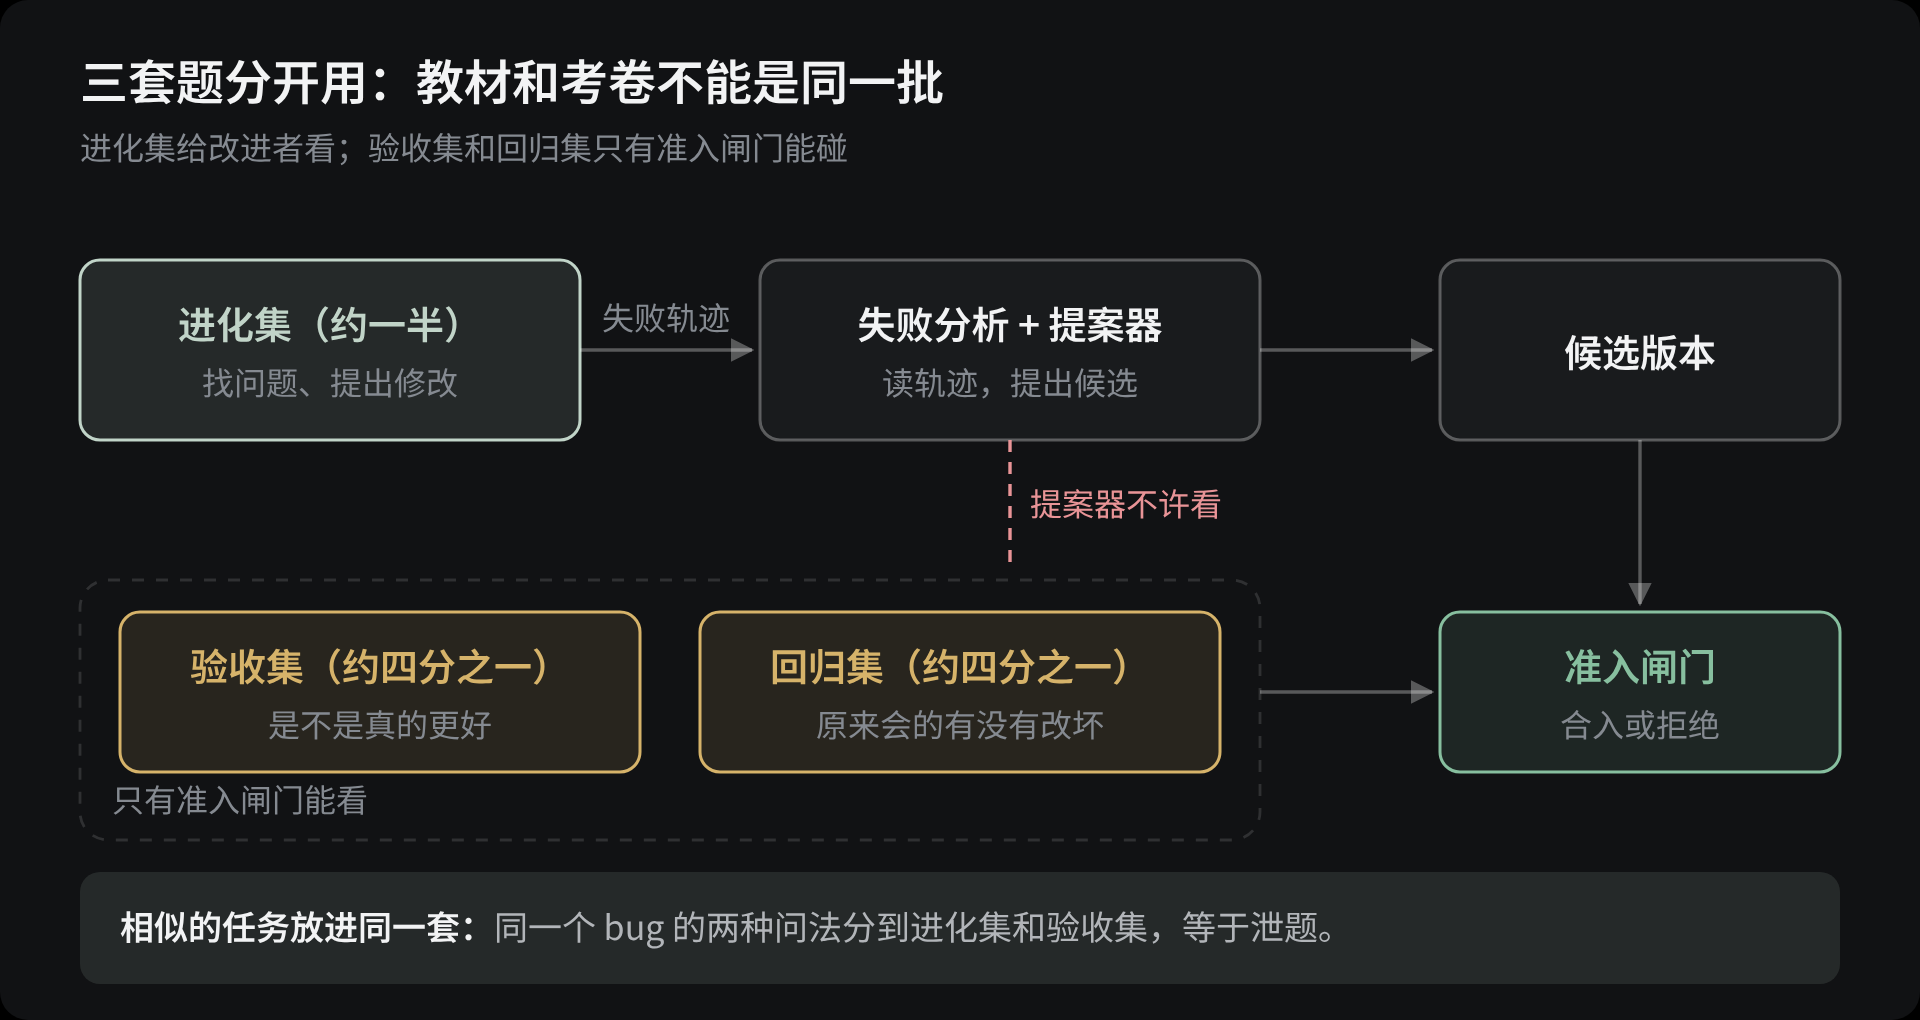 三套题分开用：教材和考卷不能是同一批
进化集给改进者看；验收集和回归集只有准入闸门能碰
进化集（约一半）
找问题、提出修改
失败轨迹
失败分析 + 提案器
读轨迹，提出候选
候选版本
提案器不许看
验收集（约四分之一）
是不是真的更好
回归集（约四分之一）
原来会的有没有改坏
只有准入闸门能看
准入闸门
合入或拒绝
相似的任务放进同一套：同一个 bug 的两种问法分到进化集和验收集，等于泄题。